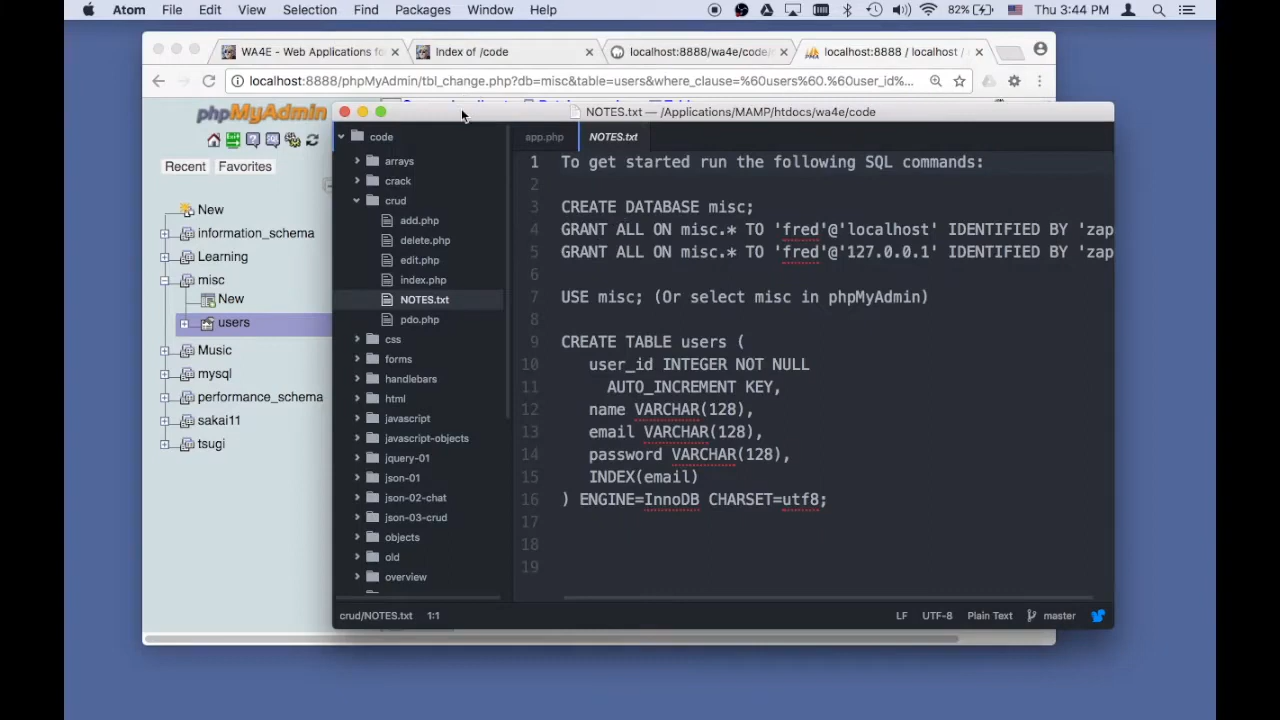 Atom File Edit View Selection Find Packages Window Help 82% Thu 3:44 PM
WA4E - Web Applications fo
Index of /code
localhost:8888/wa4e/code/
localhost:8888 / localhost /
localhost:8888/phpMyAdmin/tbl_change.php?db=misc&table=users&where_clause=%60users%60.%60user_id%...
phpMyAdmin
Recent Favorites
New
information_schema
Learning
misc
New
users
Music
mysql
performance_schema
sakai11
tsugi
NOTES.txt — /Applications/MAMP/htdocs/wa4e/code
code
arrays
crack
crud
add.php
delete.php
edit.php
index.php
NOTES.txt
pdo.php
css
forms
handlebars
html
javascript
javascript-objects
jquery-01
json-01
json-02-chat
json-03-crud
objects
old
overview
app.php NOTES.txt
1 To get started run the following SQL commands:
2
3 CREATE DATABASE misc;
4 GRANT ALL ON misc.* TO 'fred'@'localhost' IDENTIFIED BY 'zap
5 GRANT ALL ON misc.* TO 'fred'@'127.0.0.1' IDENTIFIED BY 'zap
6
7 USE misc; (Or select misc in phpMyAdmin)
8
9 CREATE TABLE users (
10 user_id INTEGER NOT NULL
11 AUTO_INCREMENT KEY,
12 name VARCHAR(128),
13 email VARCHAR(128),
14 password VARCHAR(128),
15 INDEX(email)
16 ) ENGINE=InnoDB CHARSET=utf8;
17
18
19
crud/NOTES.txt 1:1 LF UTF-8 Plain Text master